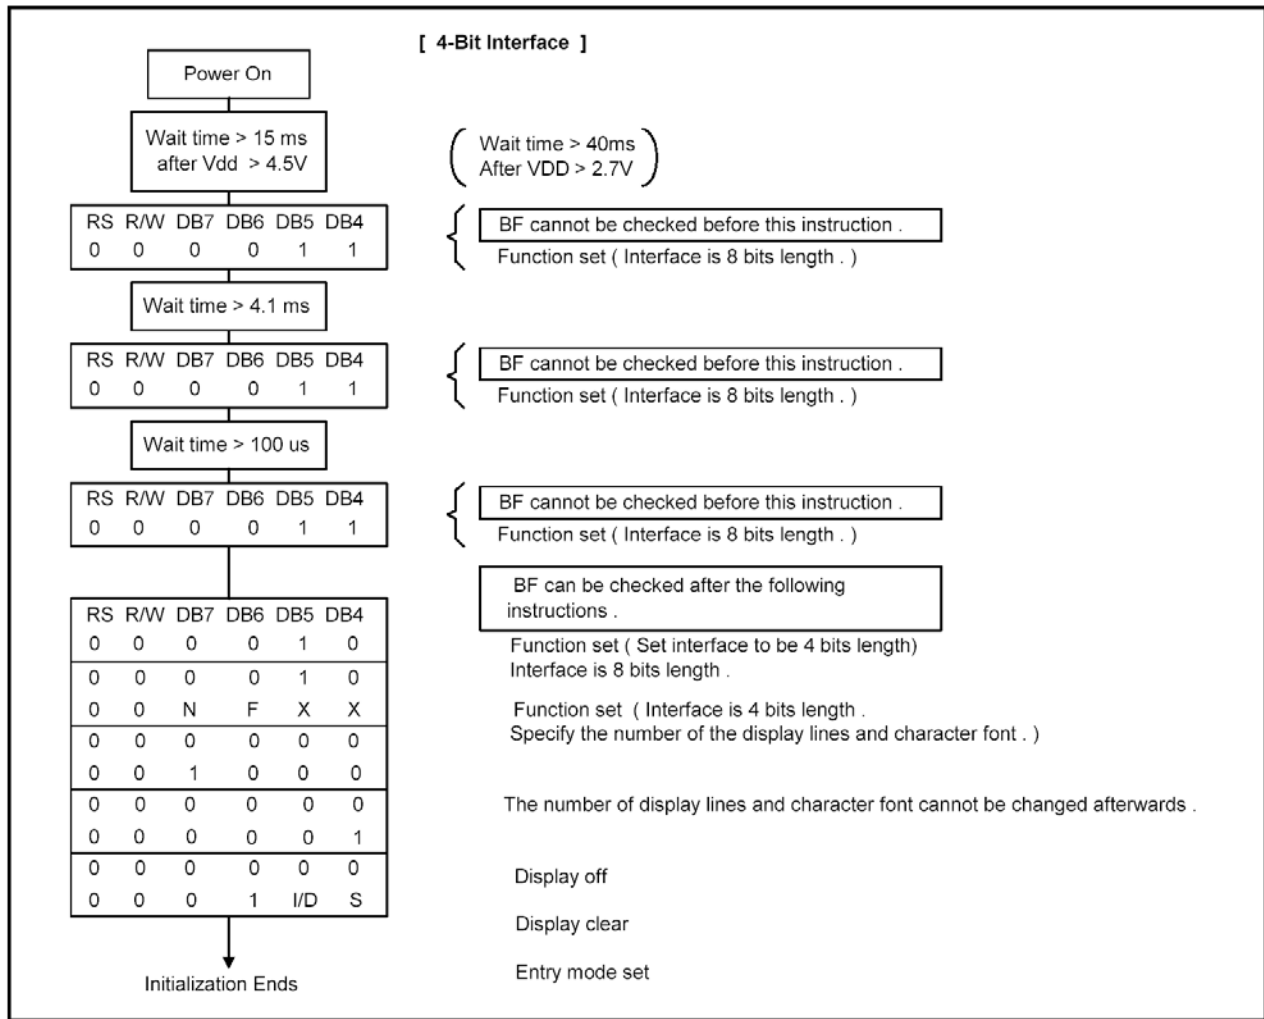 [ 4-Bit Interface ]
Power On
Wait time > 15 ms
after Vdd > 4.5V
Wait time > 40ms
After VDD > 2.7V
RS R/W DB7 DB6 DB5 DB4
0 0 0 0 1 1
BF cannot be checked before this instruction .
Function set ( Interface is 8 bits length . )
Wait time > 4.1 ms
RS R/W DB7 DB6 DB5 DB4
0 0 0 0 1 1
BF cannot be checked before this instruction .
Function set ( Interface is 8 bits length . )
Wait time > 100 us
RS R/W DB7 DB6 DB5 DB4
0 0 0 0 1 1
BF cannot be checked before this instruction .
Function set ( Interface is 8 bits length . )
BF can be checked after the following
instructions .
RS R/W DB7 DB6 DB5 DB4
0 0 0 0 1 0
0 0 0 0 1 0
0 0 N F X X
0 0 0 0 0 0
0 0 1 0 0 0
0 0 0 0 0 0
0 0 0 0 0 1
0 0 0 0 0 0
0 0 0 1 I/D S
Function set ( Set interface to be 4 bits length)
Interface is 8 bits length .
Function set ( Interface is 4 bits length .
Specify the number of the display lines and character font . )
The number of display lines and character font cannot be changed afterwards .
Display off
Display clear
Entry mode set
Initialization Ends